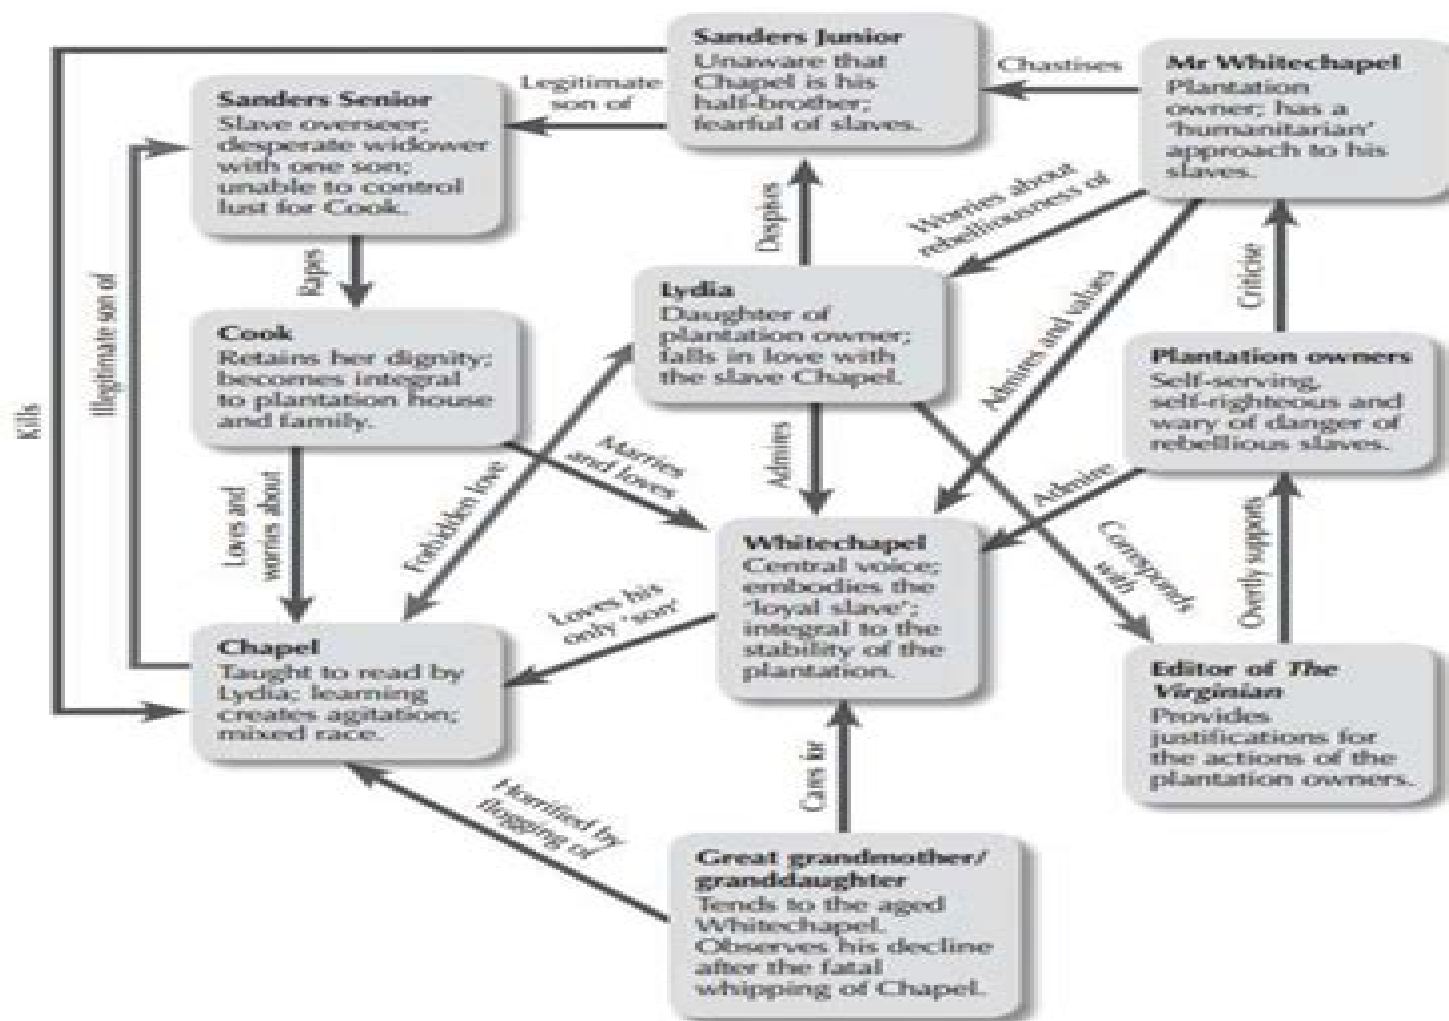 Sanders Junior
Unaware that
Chapel is his
half-brother;
fearful of slaves.
Chastises
Mr Whitechapel
Plantation
owner; has a
'humanitarian'
approach to his
slaves.
Legitimate
son of
Sanders Senior
Slave overseer;
desperate widower
with one son;
unable to control
lust for Cook.
Kills
Illegitimate son of
Rapes
Despises
Worries about
rebelliousness of
Admires and values
Criticise
Lydia
Daughter of
plantation owner;
falls in love with
the slave Chapel.
Cook
Retains her dignity;
becomes integral
to plantation house
and family.
Plantation owners
Self-serving,
self-righteous and
wary of danger of
rebellious slaves.
Loves and
worries about
Forbidden love
Marries
and loves
Admires
Admire
Corresponds
with
Overtly supports
Whitechapel
Central voice;
embodies the
'loyal slave';
integral to the
stability of the
plantation.
Loves his
only 'son'
Chapel
Taught to read by
Lydia; learning
creates agitation;
mixed race.
Editor of The
Virginian
Provides
justifications for
the actions of the
plantation owners.
Horrified by
flogging of
Cares for
Great grandmother/
granddaughter
Tends to the aged
Whitechapel.
Observes his decline
after the fatal
whipping of Chapel.